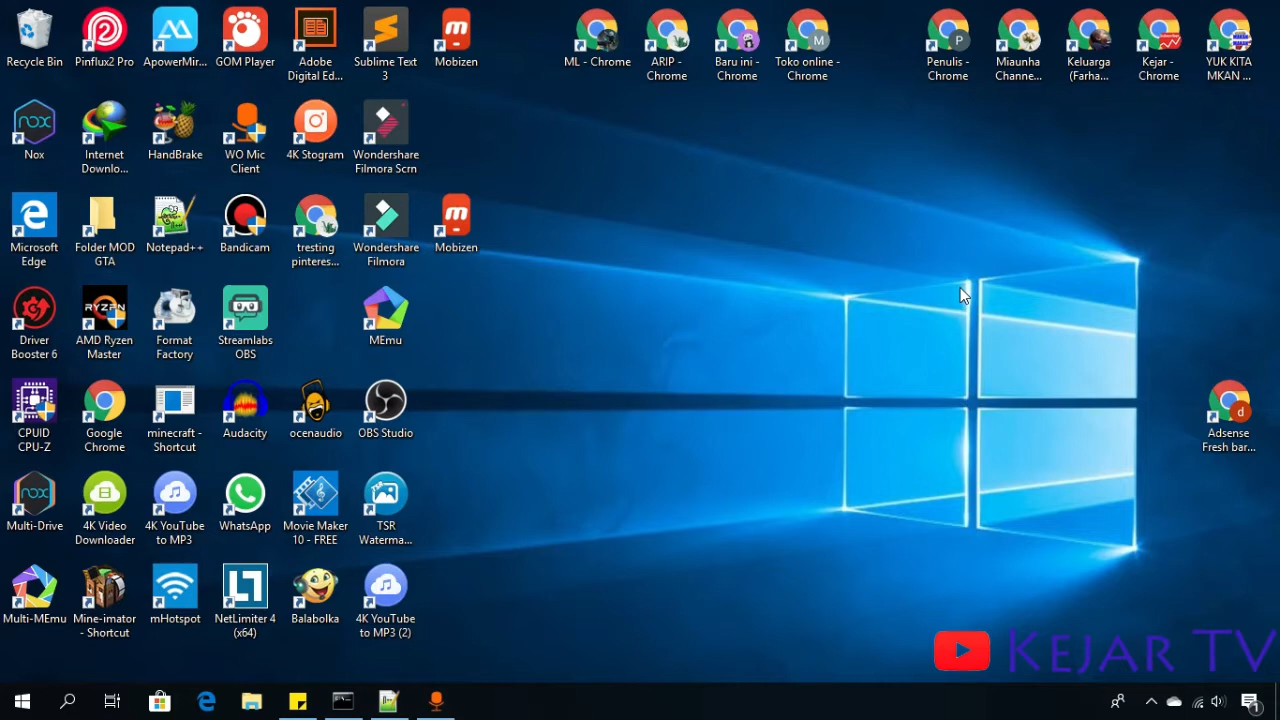 Recycle Bin
Pinflux2 Pro
ApowerMir...
GOM Player
Adobe
Digital Ed...
Sublime Text
3
Mobizen
ML - Chrome
ARIP -
Chrome
Baru ini -
Chrome
Toko online -
Chrome
Penulis -
Chrome
Miaunha
Channe...
Keluarga
(Farha...
Kejar -
Chrome
YUK KITA
MKAN ...
Nox
Internet
Downlo...
HandBrake
WO Mic
Client
4K Stogram
Wondershare
Filmora Scrn
Microsoft
Edge
Folder MOD
GTA
Notepad++
Bandicam
tresting
pinteres...
Wondershare
Filmora
Mobizen
Driver
Booster 6
RYZEN
AMD Ryzen
Master
Format
Factory
Streamlabs
OBS
MEmu
CPUID
CPU-Z
Google
Chrome
minecraft -
Shortcut
Audacity
ocenaudio
OBS Studio
Adsense
Fresh bar...
Multi-Drive
4K Video
Downloader
4K YouTube
to MP3
WhatsApp
Movie Maker
10 - FREE
TSR
Waterma...
Multi-MEmu
Mine-imator
- Shortcut
mHotspot
NetLimiter 4
(x64)
Balabolka
4K YouTube
to MP3 (2)
Kejar TV